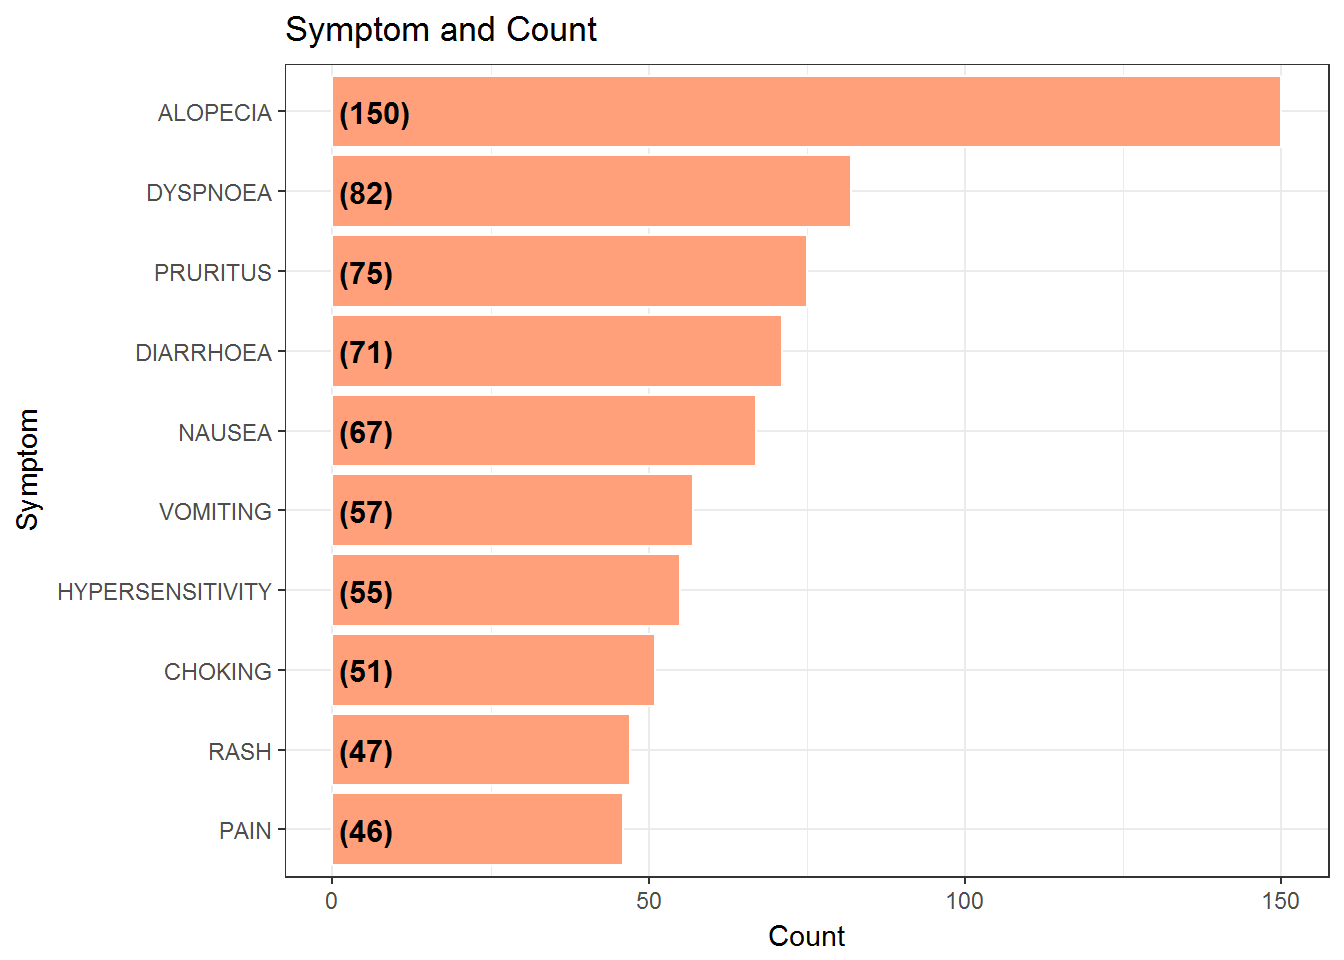 Symptom and Count
ALOPECIA (150)
DYSPNOEA (82)
PRURITUS (75)
DIARRHOEA (71)
NAUSEA (67)
VOMITING (57)
HYPERSENSITIVITY (55)
CHOKING (51)
RASH (47)
PAIN (46)
Symptom
0 50 100 150
Count